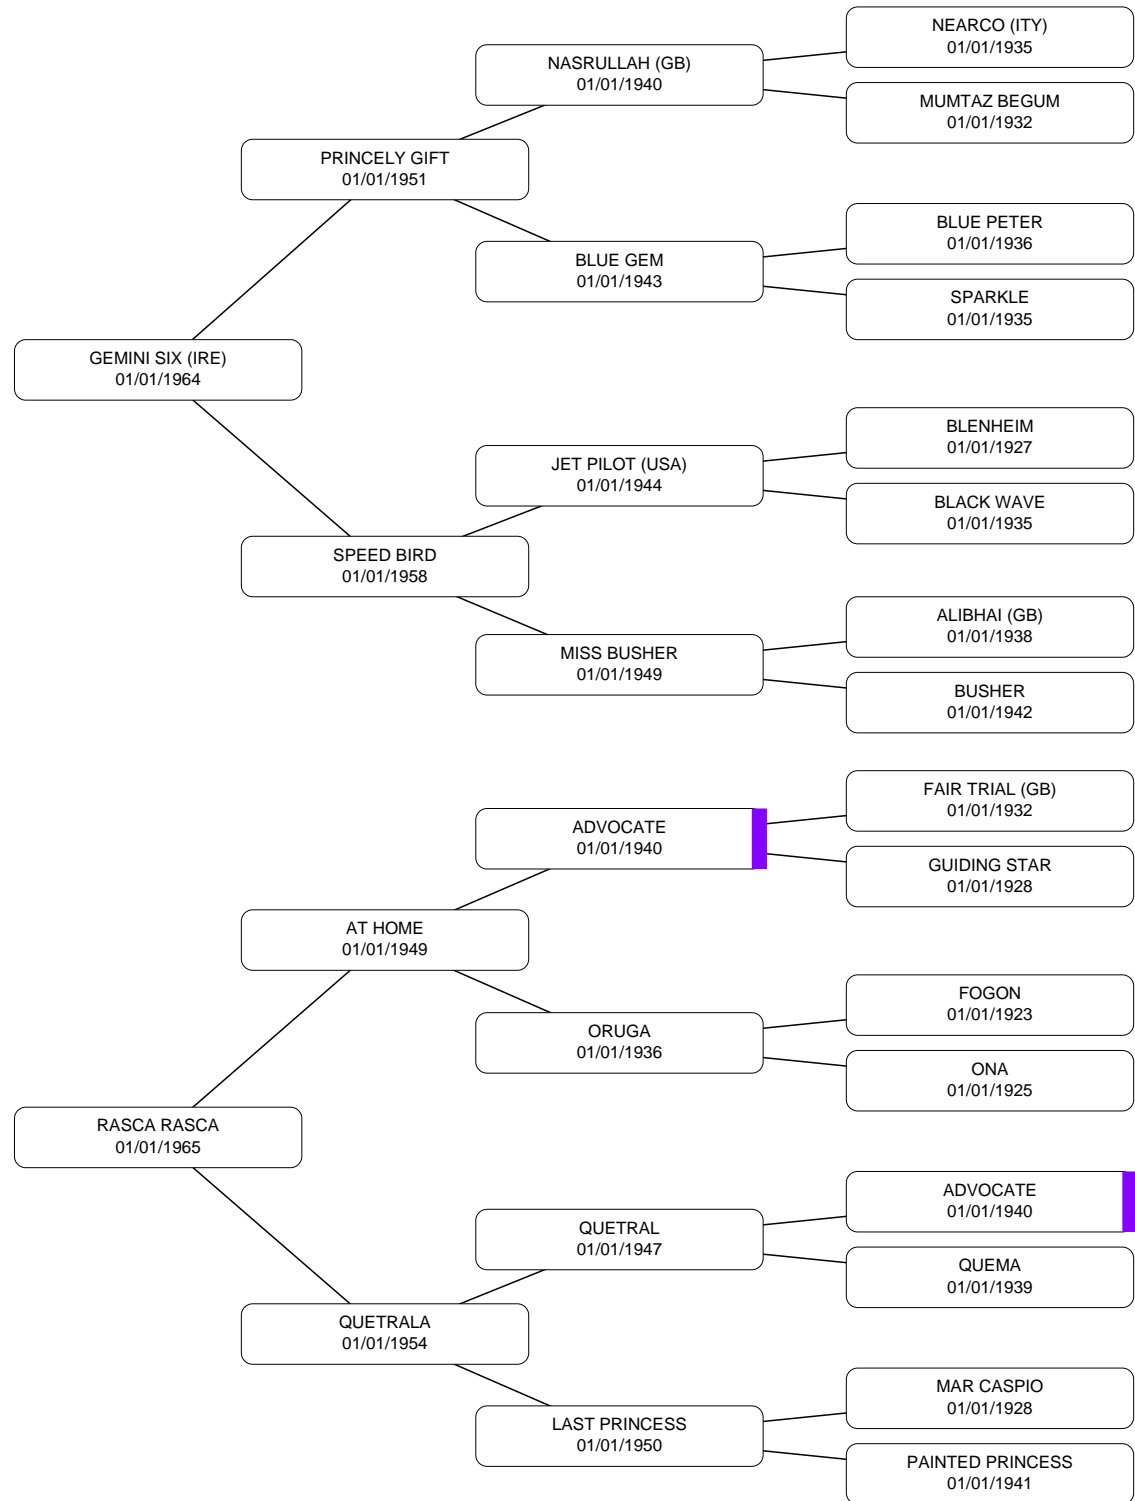 NEARCO (ITY)
01/01/1935
NASRULLAH (GB)
01/01/1940
MUMTAZ BEGUM
01/01/1932
PRINCELY GIFT
01/01/1951
BLUE PETER
01/01/1936
BLUE GEM
01/01/1943
SPARKLE
01/01/1935
GEMINI SIX (IRE)
01/01/1964
BLENHEIM
01/01/1927
JET PILOT (USA)
01/01/1944
BLACK WAVE
01/01/1935
SPEED BIRD
01/01/1958
ALIBHAI (GB)
01/01/1938
MISS BUSHER
01/01/1949
BUSHER
01/01/1942
FAIR TRIAL (GB)
01/01/1932
ADVOCATE
01/01/1940
GUIDING STAR
01/01/1928
AT HOME
01/01/1949
FOGON
01/01/1923
ORUGA
01/01/1936
ONA
01/01/1925
RASCA RASCA
01/01/1965
ADVOCATE
01/01/1940
QUETRAL
01/01/1947
QUEMA
01/01/1939
QUETRALA
01/01/1954
MAR CASPIO
01/01/1928
LAST PRINCESS
01/01/1950
PAINTED PRINCESS
01/01/1941